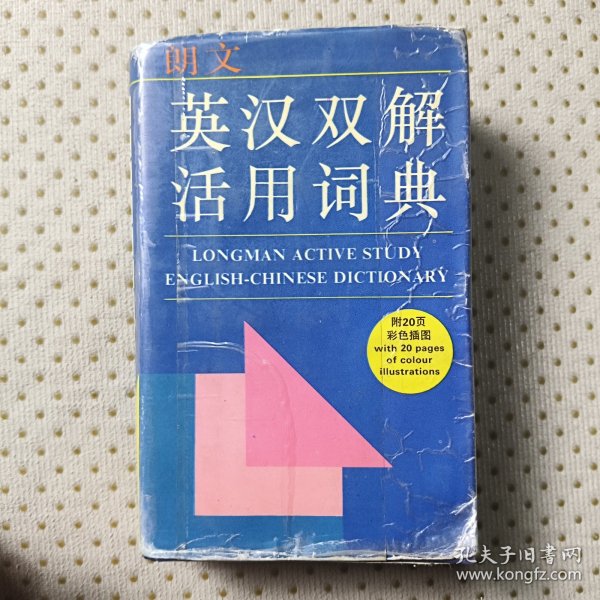 朗文
英汉双解
活用词典
LONGMAN ACTIVE STUDY
ENGLISH-CHINESE DICTIONARY
附20页
彩色插图
with 20 pages
of colour
illustrations
孔夫子旧书网
www.kongfz.com